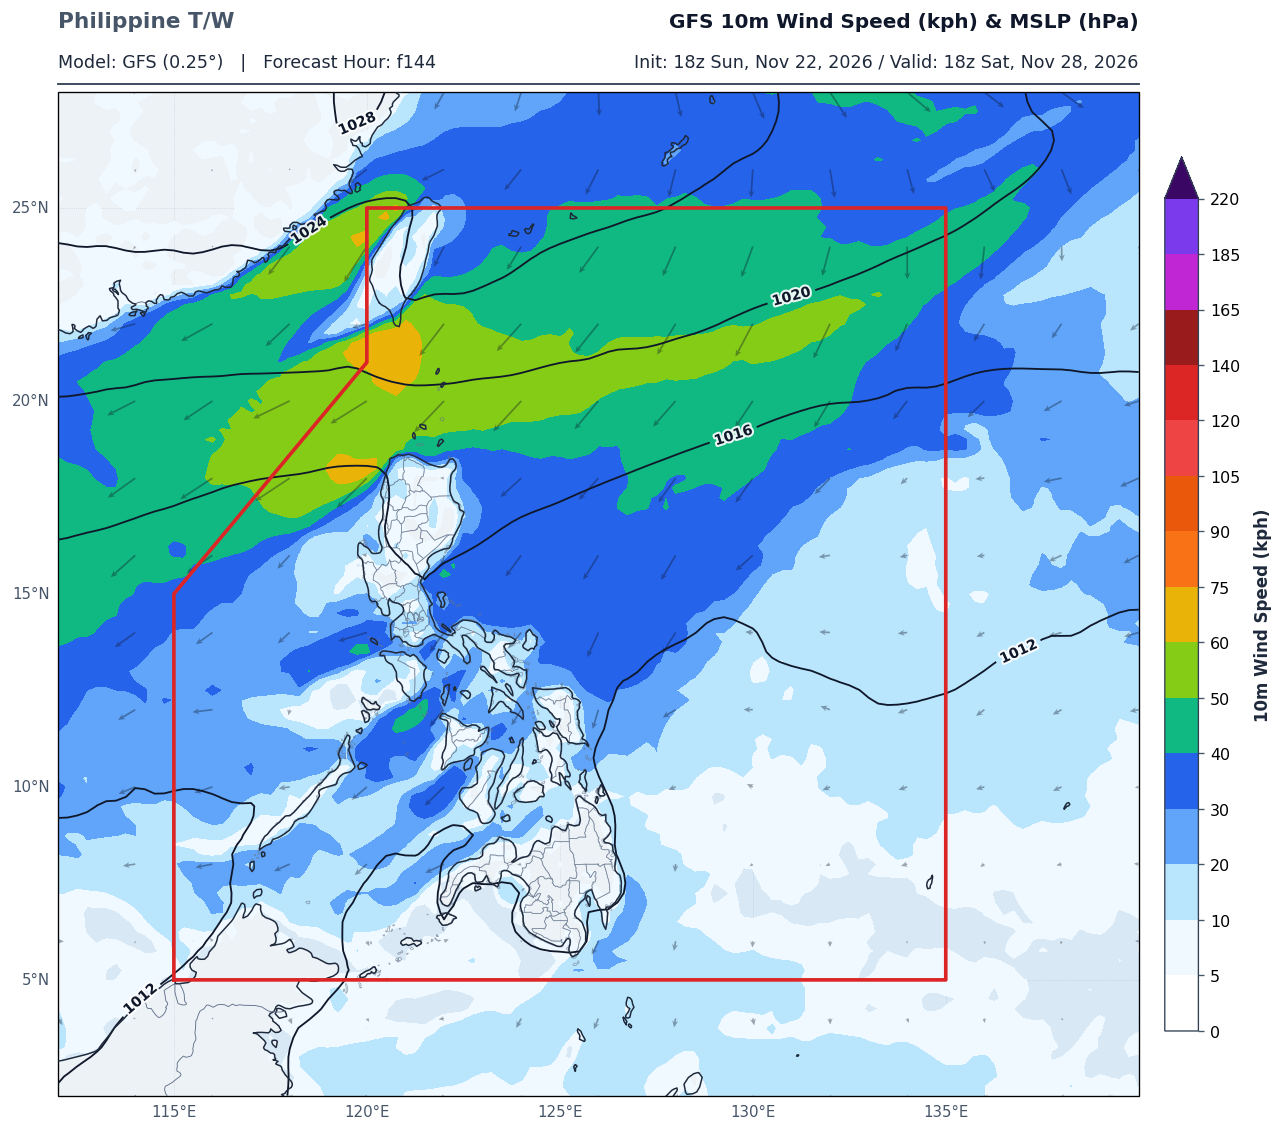 Philippine T/W
GFS 10m Wind Speed (kph) & MSLP (hPa)
Model: GFS (0.25°)   |   Forecast Hour: f144
Init: 18z Sun, Nov 22, 2026 / Valid: 18z Sat, Nov 28, 2026
1028
1024
1020
1016
1012
1012
25°N
20°N
15°N
10°N
5°N
115°E
120°E
125°E
130°E
135°E
220
185
165
140
120
105
90
75
60
50
40
30
20
10
5
0
10m Wind Speed (kph)